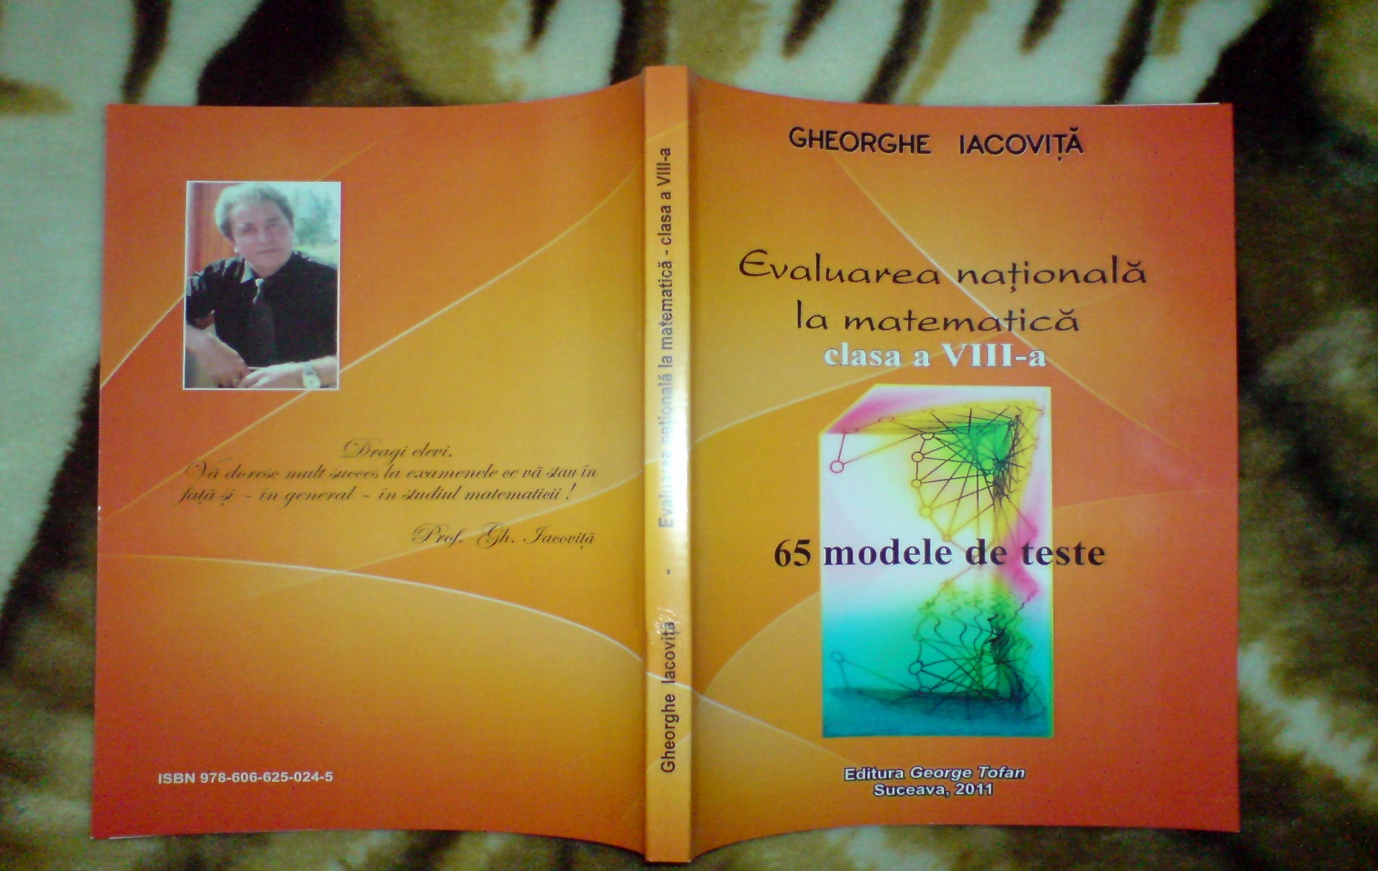 Dragi elevi,
Vă doresc mult succes la examenele ce vă stau în
față și - în general - în studiul matematicii !
Prof. Gh. Iacoviță
ISBN 978-606-625-024-5
Gheorghe Iacoviță - Evaluarea națională la matematică - clasa a VIII-a
GHEORGHE IACOVIȚĂ
Evaluarea națională
la matematică
clasa a VIII-a
65 modele de teste
Editura George Tofan
Suceava, 2011